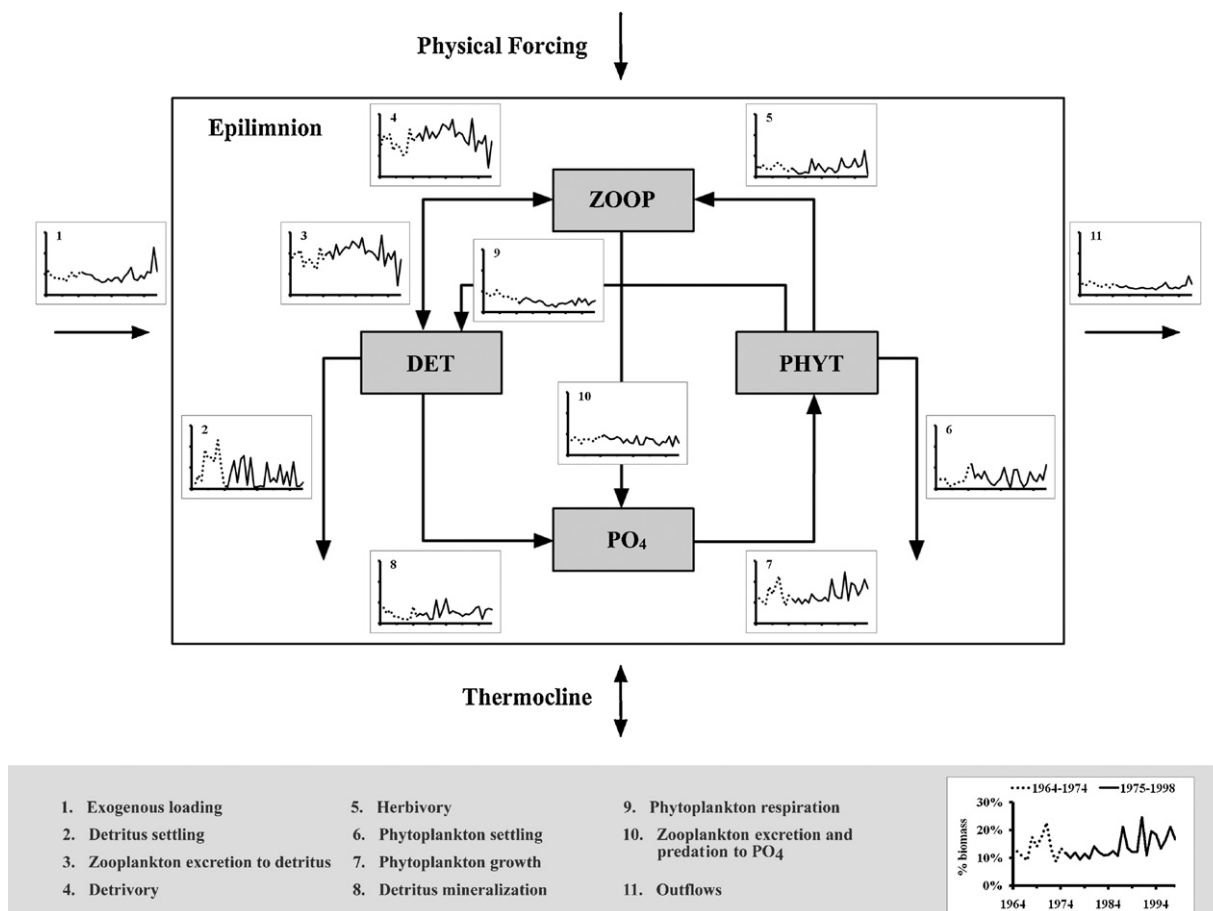 Physical Forcing
Epilimnion
4
5
ZOOP
1
3
9
11
DET
PHYT
2
10
6
PO₄
8
7
Thermocline
1. Exogenous loading
2. Detritus settling
3. Zooplankton excretion to detritus
4. Detrivory
5. Herbivory
6. Phytoplankton settling
7. Phytoplankton growth
8. Detritus mineralization
9. Phytoplankton respiration
10. Zooplankton excretion and
predation to PO₄
11. Outflows
1964-1974 1975-1998
% biomass
30%
20%
10%
0%
1964 1974 1984 1994